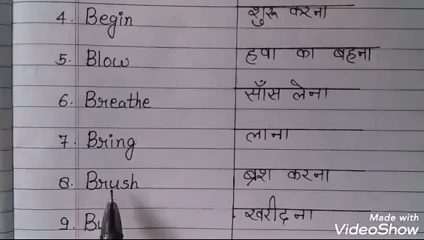 4. Begin शुरू करना
5. Blow हवा का बहना
6. Breathe साँस लेना
7. Bring लाना
8. Brush ब्रश करना
9. खरीदना
Made with
VideoShow